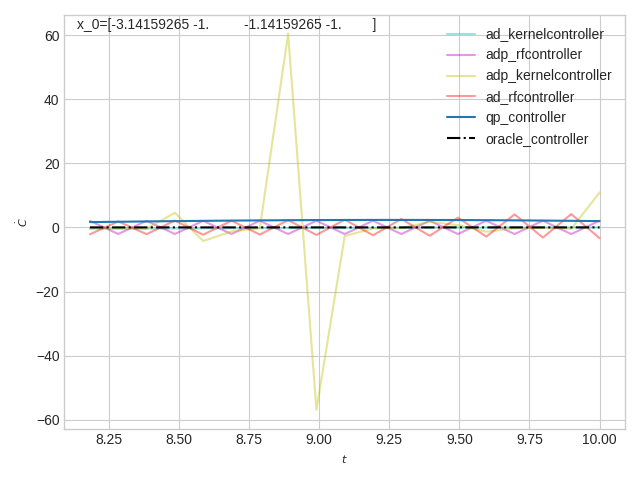 x_0=[-3.14159265 -1.         -1.14159265 -1.        ]
ad_kernelcontroller
adp_rfcontroller
adp_kernelcontroller
ad_rfcontroller
qp_controller
oracle_controller
60
40
20
0
−20
−40
−60
Ċ
8.25 8.50 8.75 9.00 9.25 9.50 9.75 10.00
t